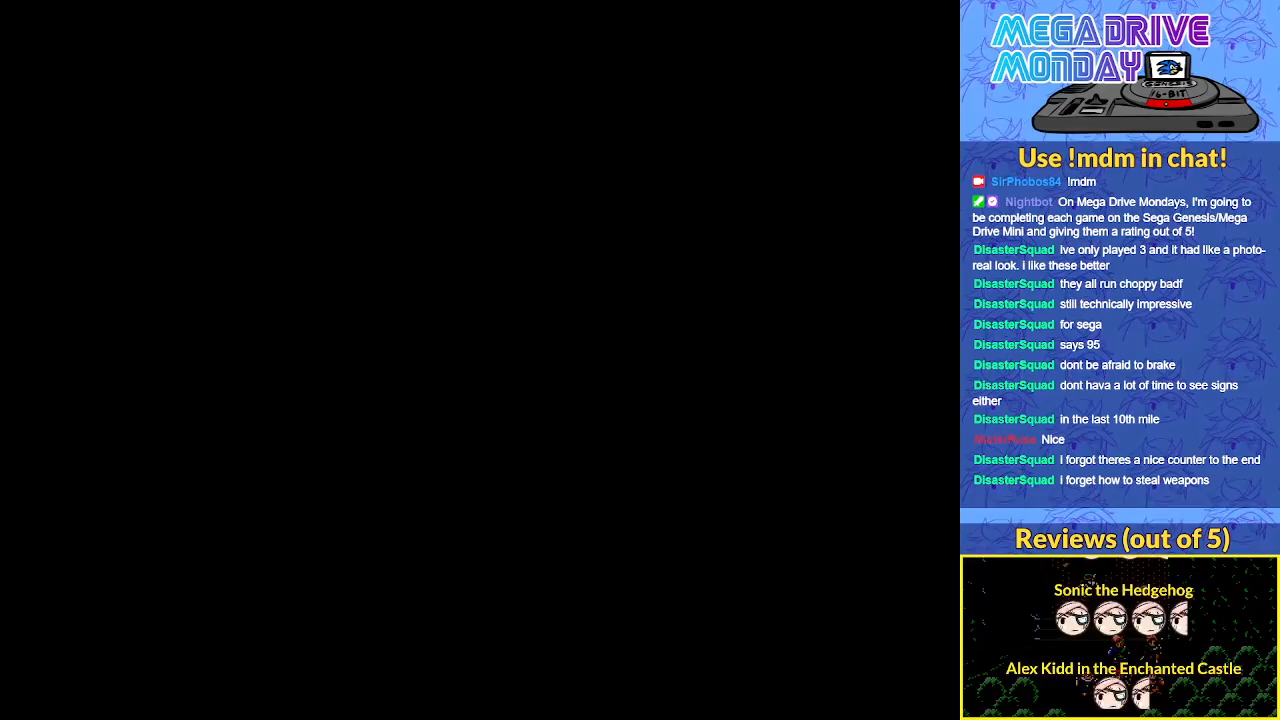 MEGA DRIVE
MONDAY
GENESIS
16-BIT
Use !mdm in chat!
SirPhobos84 !mdm
Nightbot On Mega Drive Mondays, I'm going to
be completing each game on the Sega Genesis/Mega
Drive Mini and giving them a rating out of 5!
DisasterSquad ive only played 3 and it had like a photo-
real look. i like these better
DisasterSquad they all run choppy badf
DisasterSquad still technically impressive
DisasterSquad for sega
DisasterSquad says 95
DisasterSquad dont be afraid to brake
DisasterSquad dont hava a lot of time to see signs
either
DisasterSquad in the last 10th mile
Nice
DisasterSquad i forgot theres a nice counter to the end
DisasterSquad i forget how to steal weapons
Reviews (out of 5)
Sonic the Hedgehog
Alex Kidd in the Enchanted Castle